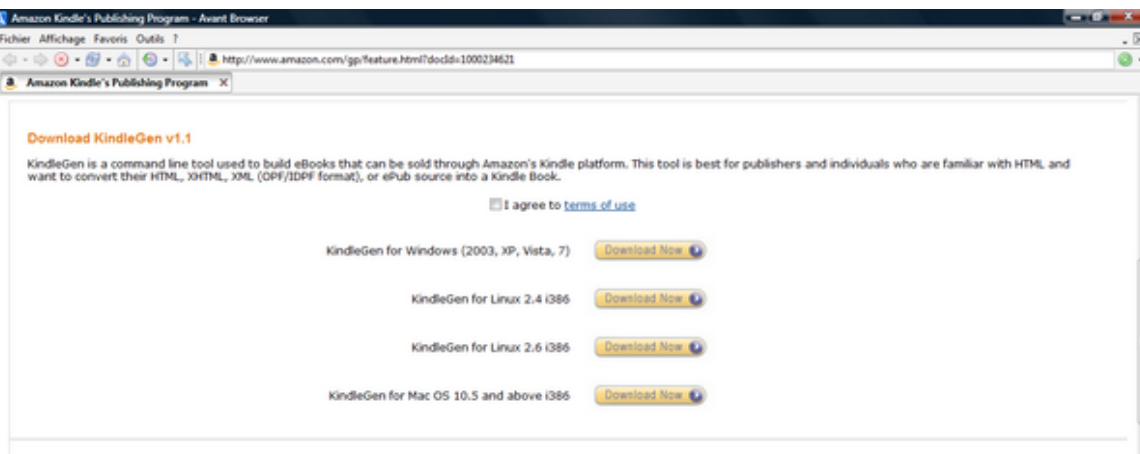 Amazon Kindle's Publishing Program - Avant Browser
Fichier Affichage Favoris Outils ?
http://www.amazon.com/gp/feature.html?docId=1000234621
Amazon Kindle's Publishing Program X
Download KindleGen v1.1
KindleGen is a command line tool used to build eBooks that can be sold through Amazon's Kindle platform. This tool is best for publishers and individuals who are familiar with HTML and
want to convert their HTML, XHTML, XML (OPF/IDPF format), or ePub source into a Kindle Book.
I agree to terms of use
KindleGen for Windows (2003, XP, Vista, 7) Download Now
KindleGen for Linux 2.4 i386 Download Now
KindleGen for Linux 2.6 i386 Download Now
KindleGen for Mac OS 10.5 and above i386 Download Now